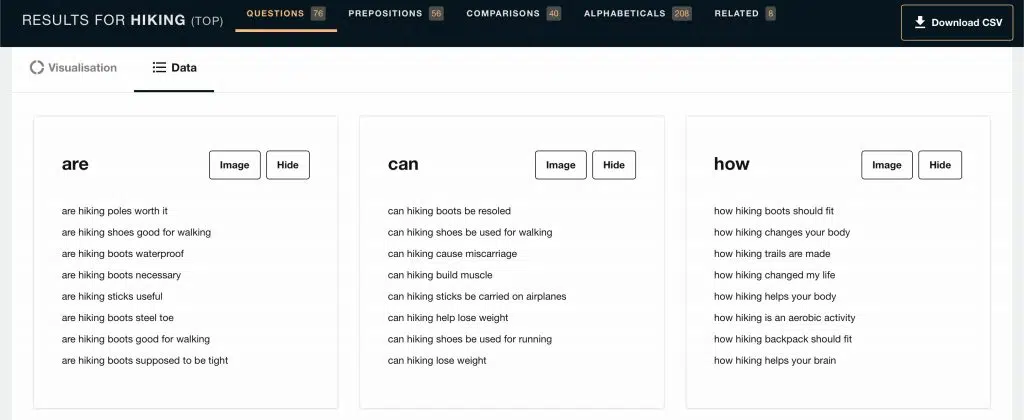 RESULTS FOR HIKING (TOP)
QUESTIONS 76
PREPOSITIONS 56
COMPARISONS 40
ALPHABETICALS 208
RELATED 8
Download CSV
Visualisation
Data
are
Image
Hide
are hiking poles worth it
are hiking shoes good for walking
are hiking boots waterproof
are hiking boots necessary
are hiking sticks useful
are hiking boots steel toe
are hiking boots good for walking
are hiking boots supposed to be tight
can
Image
Hide
can hiking boots be resoled
can hiking shoes be used for walking
can hiking cause miscarriage
can hiking build muscle
can hiking sticks be carried on airplanes
can hiking help lose weight
can hiking shoes be used for running
can hiking lose weight
how
Image
Hide
how hiking boots should fit
how hiking changes your body
how hiking trails are made
how hiking changed my life
how hiking helps your body
how hiking is an aerobic activity
how hiking backpack should fit
how hiking helps your brain